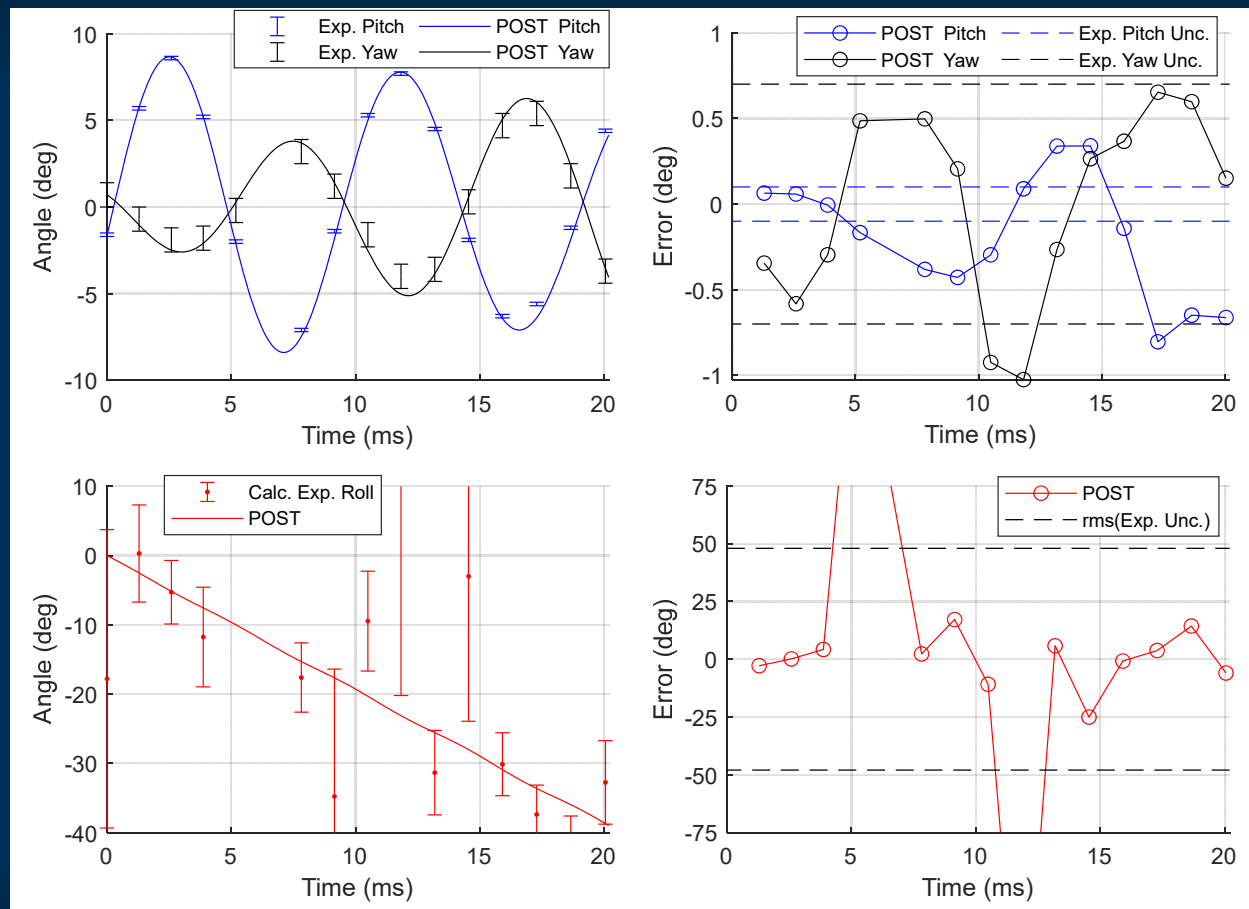 Exp. Pitch
POST Pitch
Exp. Yaw
POST Yaw
10
5
0
-5
-10
Angle (deg)
0
5
10
15
20
Time (ms)
POST Pitch
Exp. Pitch Unc.
POST Yaw
Exp. Yaw Unc.
1
0.5
0
-0.5
-1
Error (deg)
0
5
10
15
20
Time (ms)
Calc. Exp. Roll
POST
10
0
-10
-20
-30
-40
Angle (deg)
0
5
10
15
20
Time (ms)
POST
rms(Exp. Unc.)
75
50
25
0
-25
-50
-75
Error (deg)
0
5
10
15
20
Time (ms)